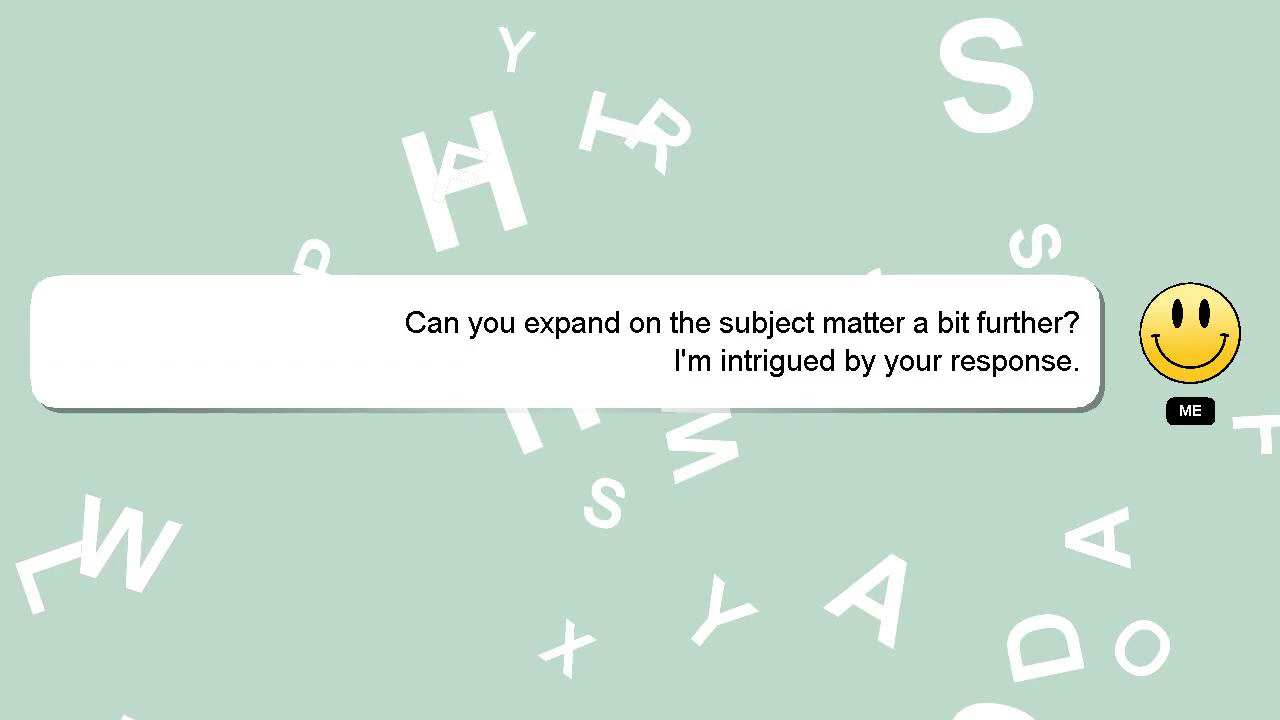 Y
S
H
A
T
R
P
S
Can you expand on the subject matter a bit further?
I'm intrigued by your response.
ME
H
W
T
S
W
L
A
A
Y
X
D
O